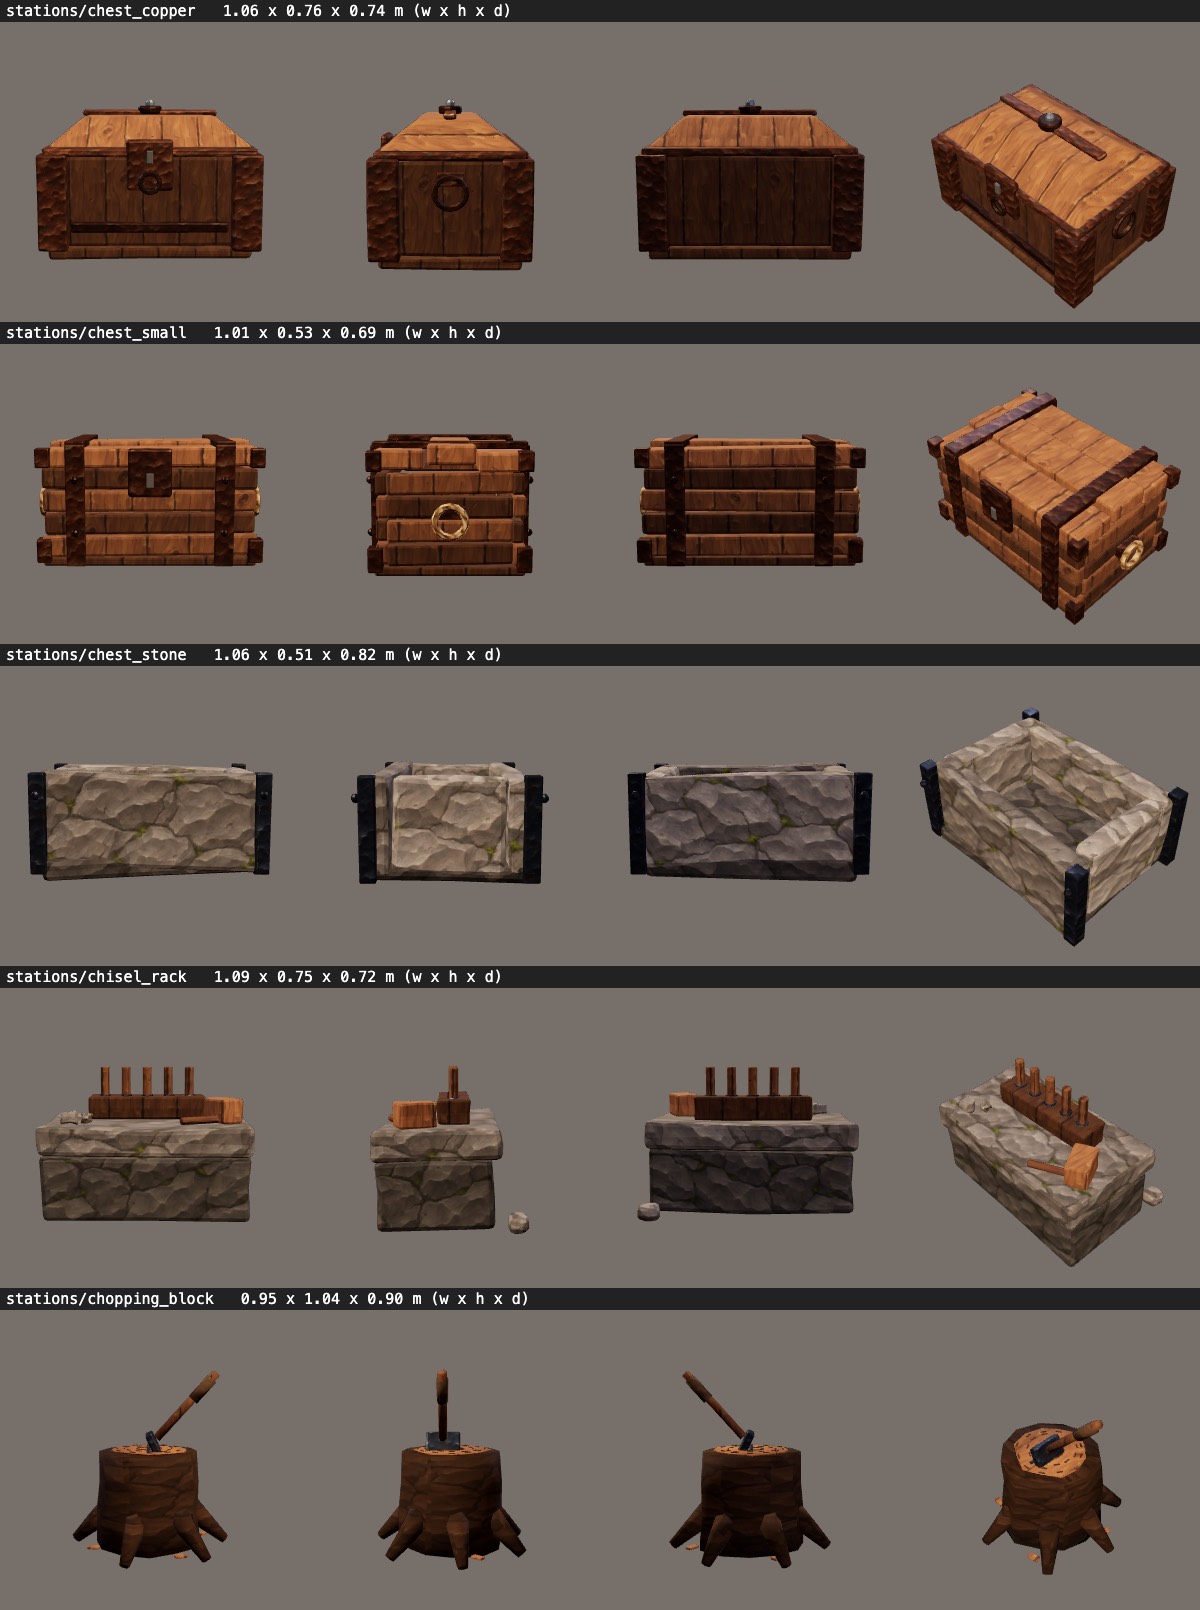 stations/chest_copper 1.06 x 0.76 x 0.74 m (w x h x d)
stations/chest_small 1.01 x 0.53 x 0.69 m (w x h x d)
stations/chest_stone 1.06 x 0.51 x 0.82 m (w x h x d)
stations/chisel_rack 1.09 x 0.75 x 0.72 m (w x h x d)
stations/chopping_block 0.95 x 1.04 x 0.90 m (w x h x d)